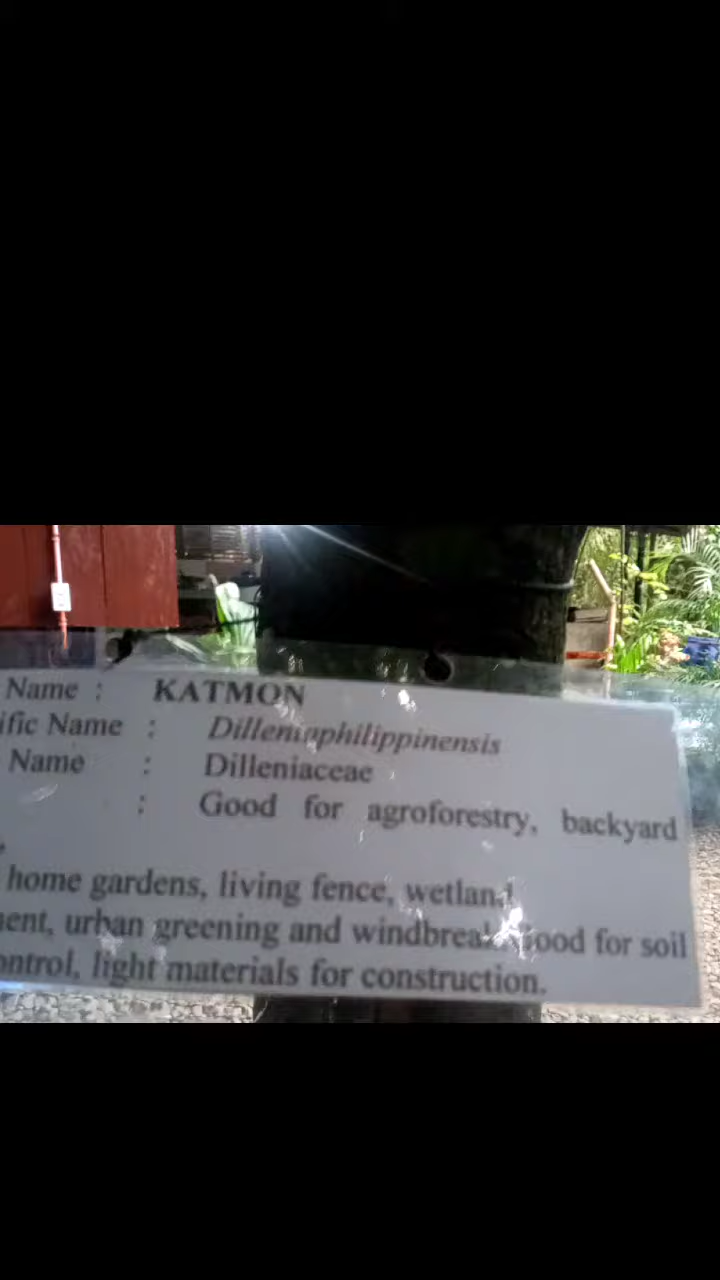 Name : KATMON
ific Name : Dilleniaphilippinensis
Name : Dilleniaceae
: Good for agroforestry, backyard
home gardens, living fence, wetland
ent, urban greening and windbreak. Good for soil
ontrol, light materials for construction.